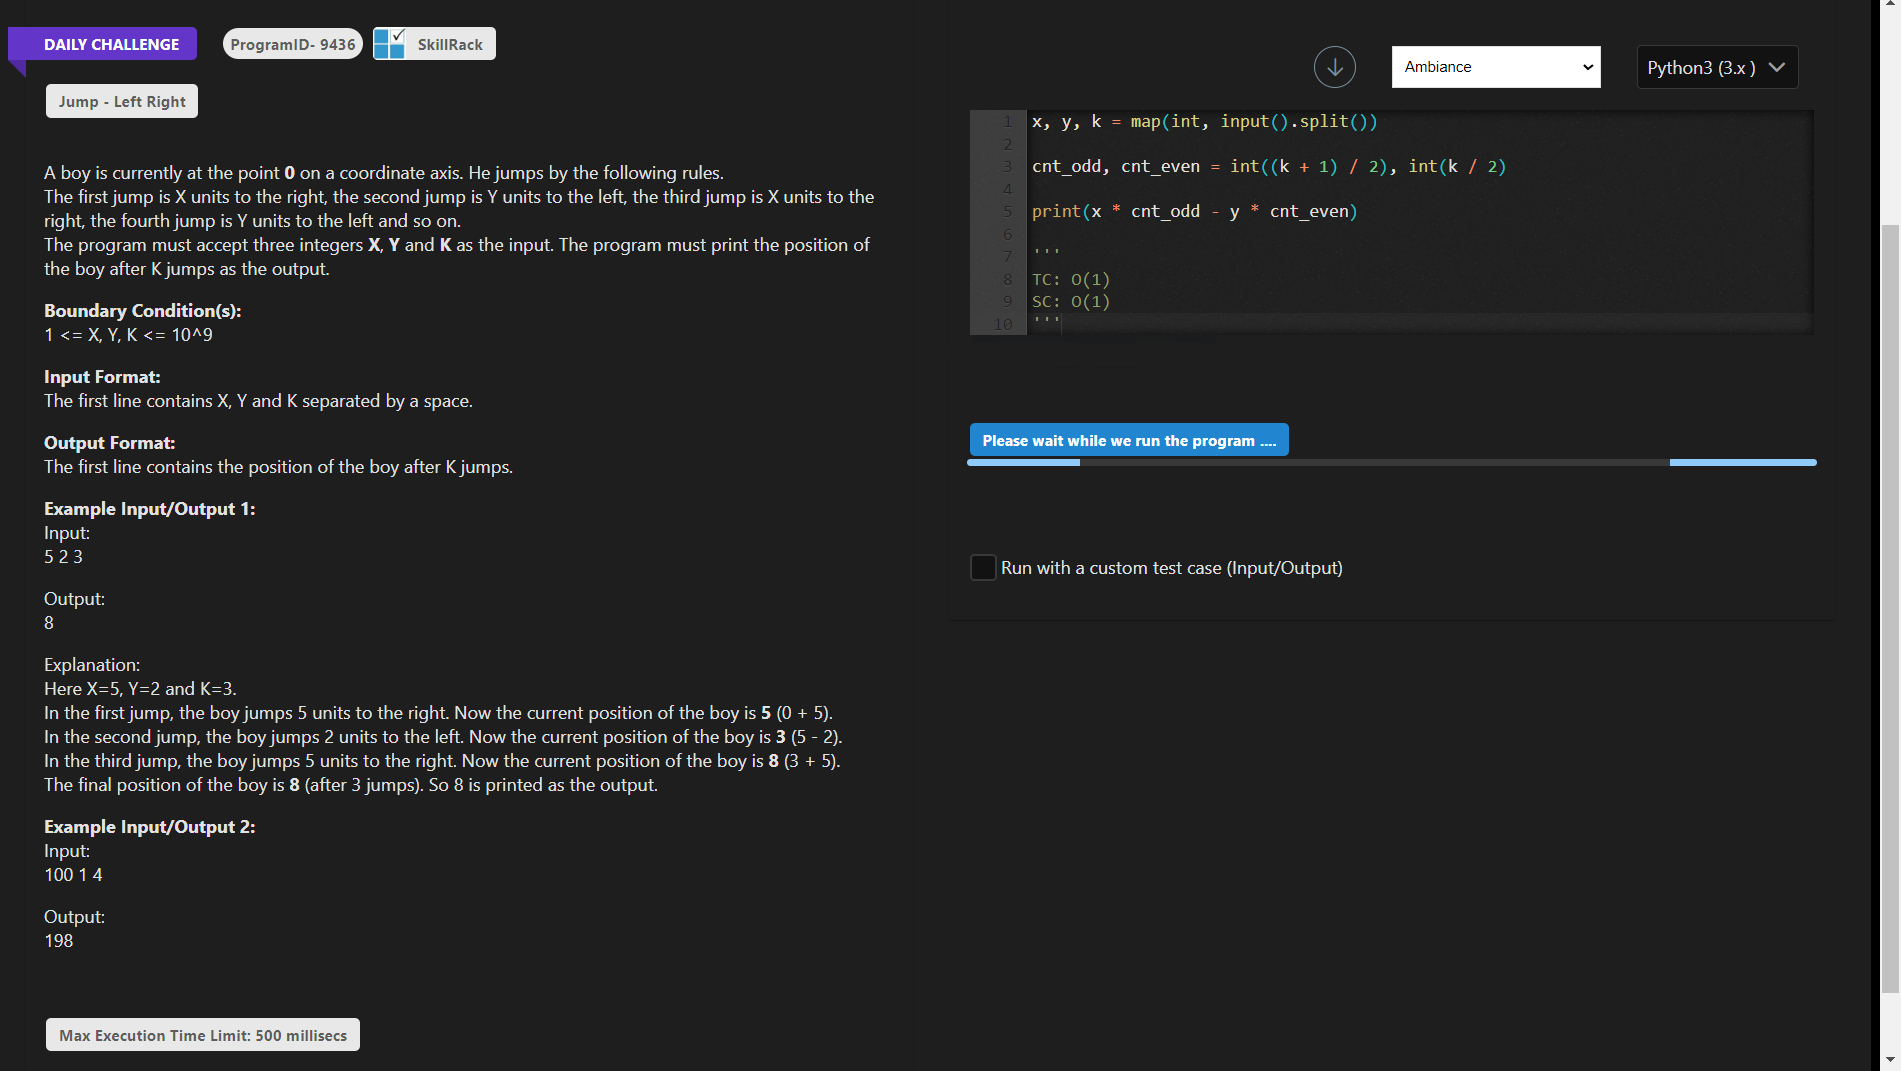 DAILY CHALLENGE
ProgramID- 9436
SkillRack
Jump - Left Right
A boy is currently at the point 0 on a coordinate axis. He jumps by the following rules.
The first jump is X units to the right, the second jump is Y units to the left, the third jump is X units to the
right, the fourth jump is Y units to the left and so on.
The program must accept three integers X, Y and K as the input. The program must print the position of
the boy after K jumps as the output.
Boundary Condition(s):
1 <= X, Y, K <= 10^9
Input Format:
The first line contains X, Y and K separated by a space.
Output Format:
The first line contains the position of the boy after K jumps.
Example Input/Output 1:
Input:
5 2 3
Output:
8
Explanation:
Here X=5, Y=2 and K=3.
In the first jump, the boy jumps 5 units to the right. Now the current position of the boy is 5 (0 + 5).
In the second jump, the boy jumps 2 units to the left. Now the current position of the boy is 3 (5 - 2).
In the third jump, the boy jumps 5 units to the right. Now the current position of the boy is 8 (3 + 5).
The final position of the boy is 8 (after 3 jumps). So 8 is printed as the output.
Example Input/Output 2:
Input:
100 1 4
Output:
198
Max Execution Time Limit: 500 millisecs
Ambiance
Python3 (3.x )
1 x, y, k = map(int, input().split())
2
3 cnt_odd, cnt_even = int((k + 1) / 2), int(k / 2)
4
5 print(x * cnt_odd - y * cnt_even)
6
7 '''
8 TC: O(1)
9 SC: O(1)
10 '''
Please wait while we run the program ....
Run with a custom test case (Input/Output)